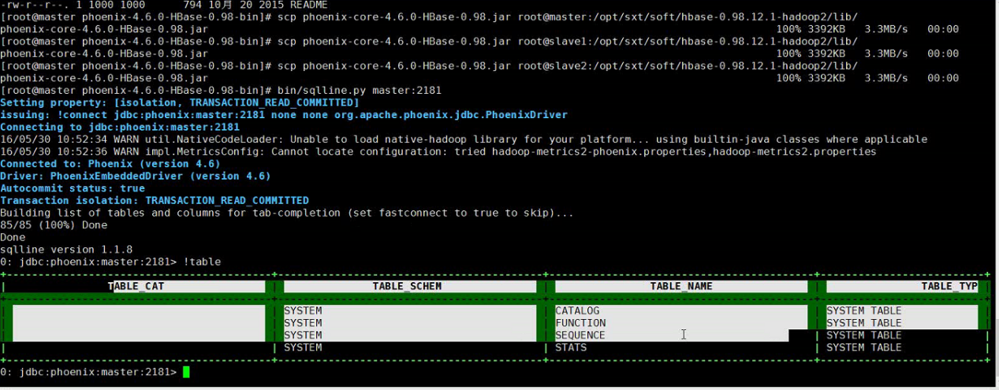 -rw-r--r--. 1 1000 1000      794 10月 20 2015 README
[root@master phoenix-4.6.0-HBase-0.98-bin]# scp phoenix-core-4.6.0-HBase-0.98.jar root@master:/opt/sxt/soft/hbase-0.98.12.1-hadoop2/lib/
phoenix-core-4.6.0-HBase-0.98.jar 100% 3392KB 3.3MB/s 00:00
[root@master phoenix-4.6.0-HBase-0.98-bin]# scp phoenix-core-4.6.0-HBase-0.98.jar root@slave1:/opt/sxt/soft/hbase-0.98.12.1-hadoop2/lib/
phoenix-core-4.6.0-HBase-0.98.jar 100% 3392KB 3.3MB/s 00:00
[root@master phoenix-4.6.0-HBase-0.98-bin]# scp phoenix-core-4.6.0-HBase-0.98.jar root@slave2:/opt/sxt/soft/hbase-0.98.12.1-hadoop2/lib/
phoenix-core-4.6.0-HBase-0.98.jar 100% 3392KB 3.3MB/s 00:00
[root@master phoenix-4.6.0-HBase-0.98-bin]# bin/sqlline.py master:2181
Setting property: [isolation, TRANSACTION_READ_COMMITTED]
issuing: !connect jdbc:phoenix:master:2181 none none org.apache.phoenix.jdbc.PhoenixDriver
Connecting to jdbc:phoenix:master:2181
16/05/30 10:52:34 WARN util.NativeCodeLoader: Unable to load native-hadoop library for your platform... using builtin-java classes where applicable
16/05/30 10:52:36 WARN impl.MetricsConfig: Cannot locate configuration: tried hadoop-metrics2-phoenix.properties,hadoop-metrics2.properties
Connected to: Phoenix (version 4.6)
Driver: PhoenixEmbeddedDriver (version 4.6)
Autocommit status: true
Transaction isolation: TRANSACTION_READ_COMMITTED
Building list of tables and columns for tab-completion (set fastconnect to true to skip)...
85/85 (100%) Done
Done
sqlline version 1.1.8
0: jdbc:phoenix:master:2181> !table
| TABLE_CAT | TABLE_SCHEM | TABLE_NAME | TABLE_TYP |
| | SYSTEM | CATALOG | SYSTEM TABLE |
| | SYSTEM | FUNCTION | SYSTEM TABLE |
| | SYSTEM | SEQUENCE | SYSTEM TABLE |
| | SYSTEM | STATS | SYSTEM TABLE |
0: jdbc:phoenix:master:2181>